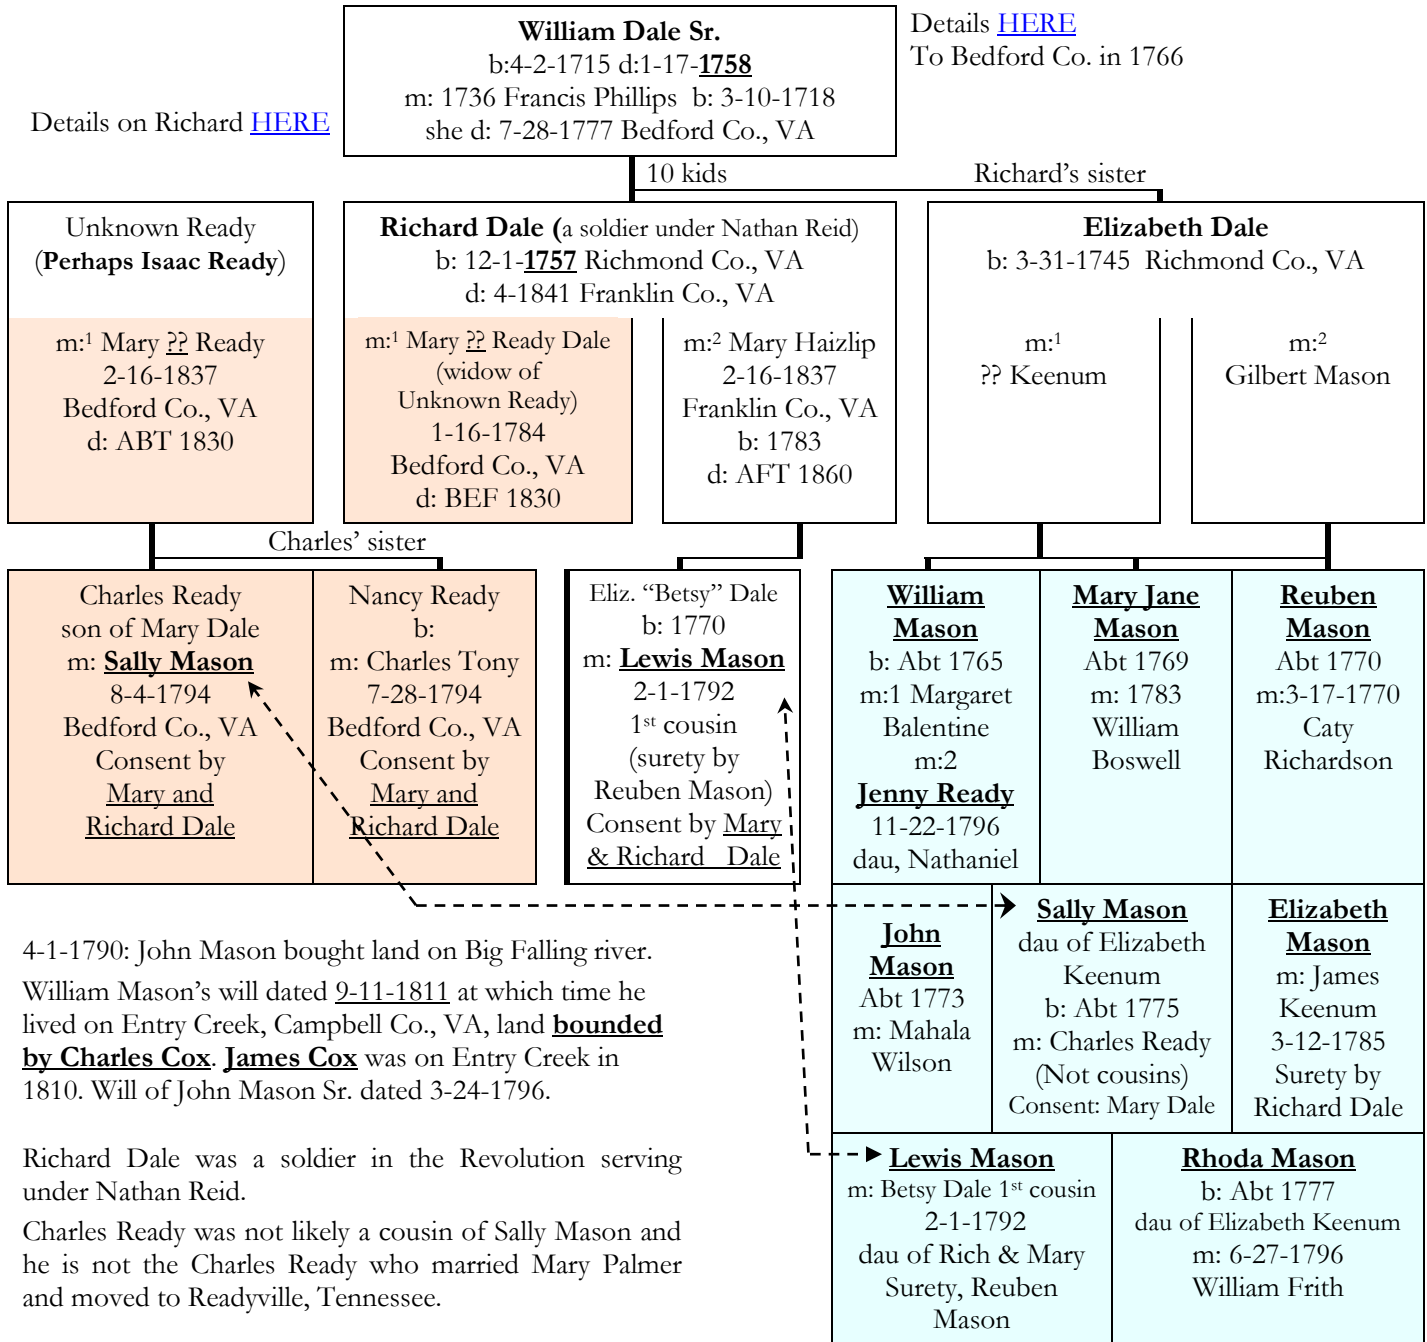 William Dale Sr.
b:4-2-1715 d:1-17-1758
m: 1736 Francis Phillips b: 3-10-1718
she d: 7-28-1777 Bedford Co., VA
Details HERE
To Bedford Co. in 1766
Details on Richard HERE
10 kids
Richard's sister
Unknown Ready
(Perhaps Isaac Ready)
m:¹ Mary ?? Ready
2-16-1837
Bedford Co., VA
d: ABT 1830
Richard Dale (a soldier under Nathan Reid)
b: 12-1-1757 Richmond Co., VA
d: 4-1841 Franklin Co., VA
m:¹ Mary ?? Ready Dale
(widow of
Unknown Ready)
1-16-1784
Bedford Co., VA
d: BEF 1830
m:² Mary Haizlip
2-16-1837
Franklin Co., VA
b: 1783
d: AFT 1860
Elizabeth Dale
b: 3-31-1745 Richmond Co., VA
m:¹
?? Keenum
m:²
Gilbert Mason
Charles' sister
Charles Ready
son of Mary Dale
m: Sally Mason
8-4-1794
Bedford Co., VA
Consent by
Mary and
Richard Dale
Nancy Ready
b:
m: Charles Tony
7-28-1794
Bedford Co., VA
Consent by
Mary and
Richard Dale
Eliz. “Betsy” Dale
b: 1770
m: Lewis Mason
2-1-1792
1st cousin
(surety by
Reuben Mason)
Consent by Mary
& Richard Dale
William
Mason
b: Abt 1765
m:1 Margaret
Balentine
m:2
Jenny Ready
11-22-1796
dau, Nathaniel
Mary Jane
Mason
Abt 1769
m: 1783
William
Boswell
Reuben
Mason
Abt 1770
m:3-17-1770
Caty
Richardson
John
Mason
Abt 1773
m: Mahala
Wilson
Sally Mason
dau of Elizabeth
Keenum
b: Abt 1775
m: Charles Ready
(Not cousins)
Consent: Mary Dale
Elizabeth
Mason
m: James
Keenum
3-12-1785
Surety by
Richard Dale
Lewis Mason
m: Betsy Dale 1st cousin
2-1-1792
dau of Rich & Mary
Surety, Reuben
Mason
Rhoda Mason
b: Abt 1777
dau of Elizabeth Keenum
m: 6-27-1796
William Frith
4-1-1790: John Mason bought land on Big Falling river.
William Mason's will dated 9-11-1811 at which time he
lived on Entry Creek, Campbell Co., VA, land bounded
by Charles Cox. James Cox was on Entry Creek in
1810. Will of John Mason Sr. dated 3-24-1796.
Richard Dale was a soldier in the Revolution serving
under Nathan Reid.
Charles Ready was not likely a cousin of Sally Mason and
he is not the Charles Ready who married Mary Palmer
and moved to Readyville, Tennessee.